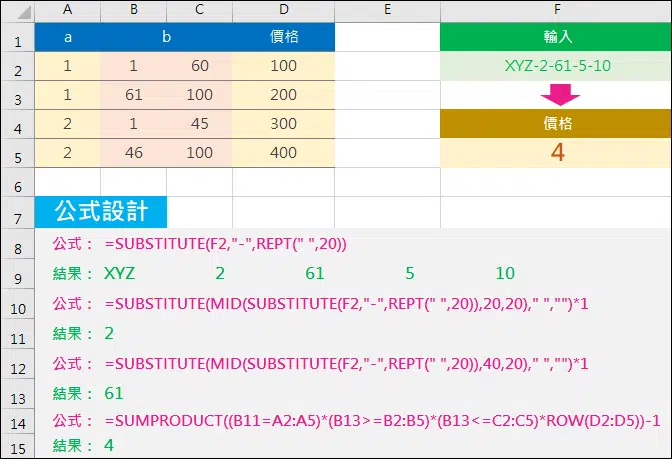 A B C D E F
1 a b 價格 輸入
2 1 1 60 100 XYZ-2-61-5-10
3 1 61 100 200
4 2 1 45 300 價格
5 2 46 100 400 4
6
7 公式設計
8 公式： =SUBSTITUTE(F2,"-",REPT(" ",20))
9 結果： XYZ 2 61 5 10
10 公式： =SUBSTITUTE(MID(SUBSTITUTE(F2,"-",REPT(" ",20)),20,20)," ","")*1
11 結果： 2
12 公式： =SUBSTITUTE(MID(SUBSTITUTE(F2,"-",REPT(" ",20)),40,20)," ","")*1
13 結果： 61
14 公式： =SUMPRODUCT((B11=A2:A5)*(B13>=B2:B5)*(B13<=C2:C5)*ROW(D2:D5))-1
15 結果： 4